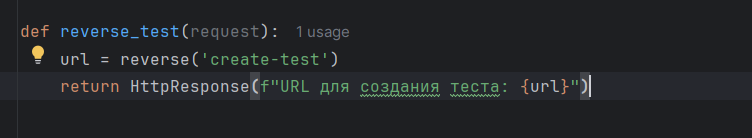 def reverse_test(request): 1 usage
url = reverse('create-test')
return HttpResponse(f"URL для создания теста: {url}")